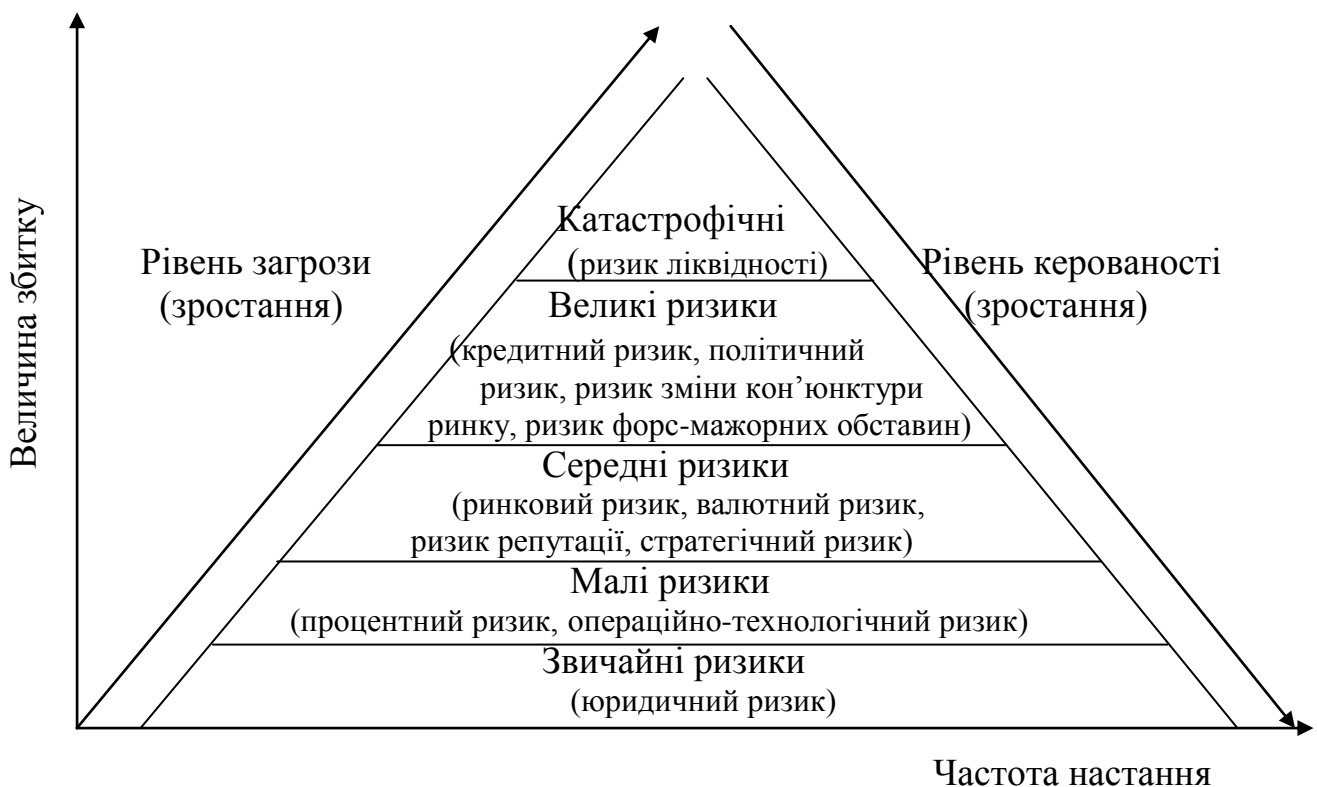 Величина збитку
Рівень загрози
(зростання)
Катастрофічні
(ризик ліквідності)
Великі ризики
(кредитний ризик, політичний
ризик, ризик зміни кон’юнктури
ринку, ризик форс-мажорних обставин)
Середні ризики
(ринковий ризик, валютний ризик,
ризик репутації, стратегічний ризик)
Малі ризики
(процентний ризик, операційно-технологічний ризик)
Звичайні ризики
(юридичний ризик)
Рівень керованості
(зростання)
Частота настання